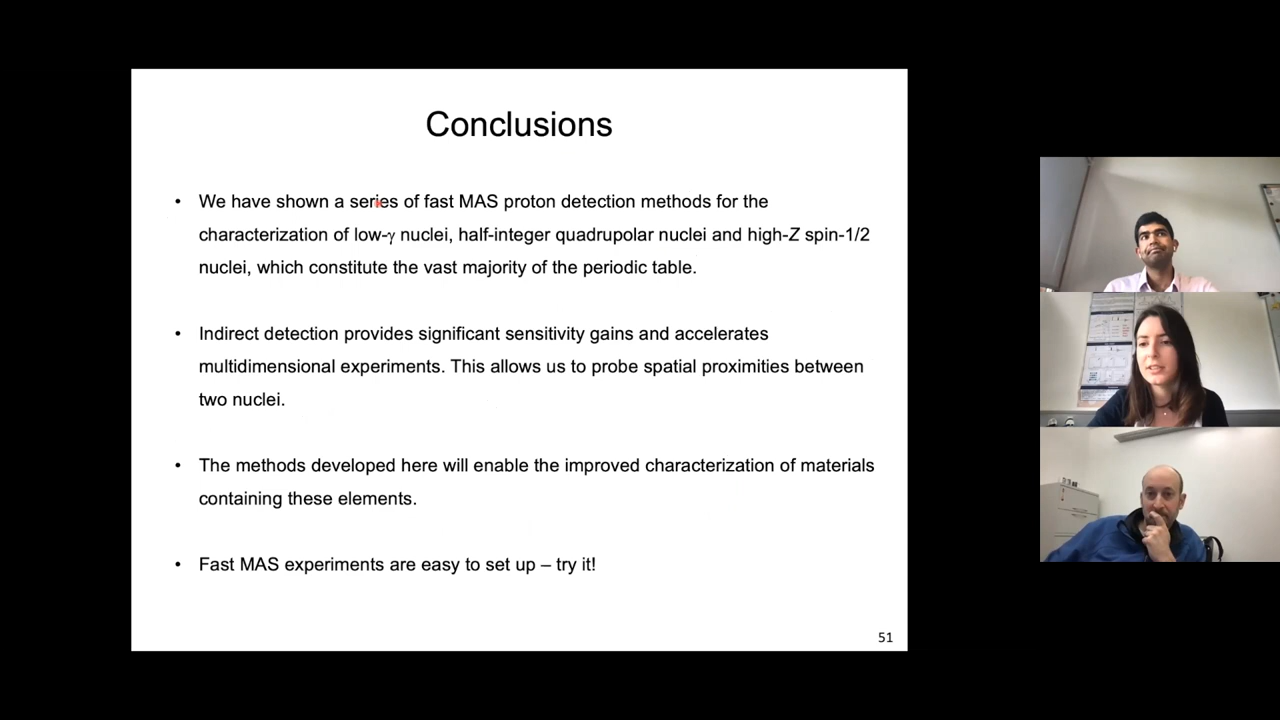 Conclusions
• We have shown a series of fast MAS proton detection methods for the
characterization of low-γ nuclei, half-integer quadrupolar nuclei and high-Z spin-1/2
nuclei, which constitute the vast majority of the periodic table.
• Indirect detection provides significant sensitivity gains and accelerates
multidimensional experiments. This allows us to probe spatial proximities between
two nuclei.
• The methods developed here will enable the improved characterization of materials
containing these elements.
• Fast MAS experiments are easy to set up – try it!
51